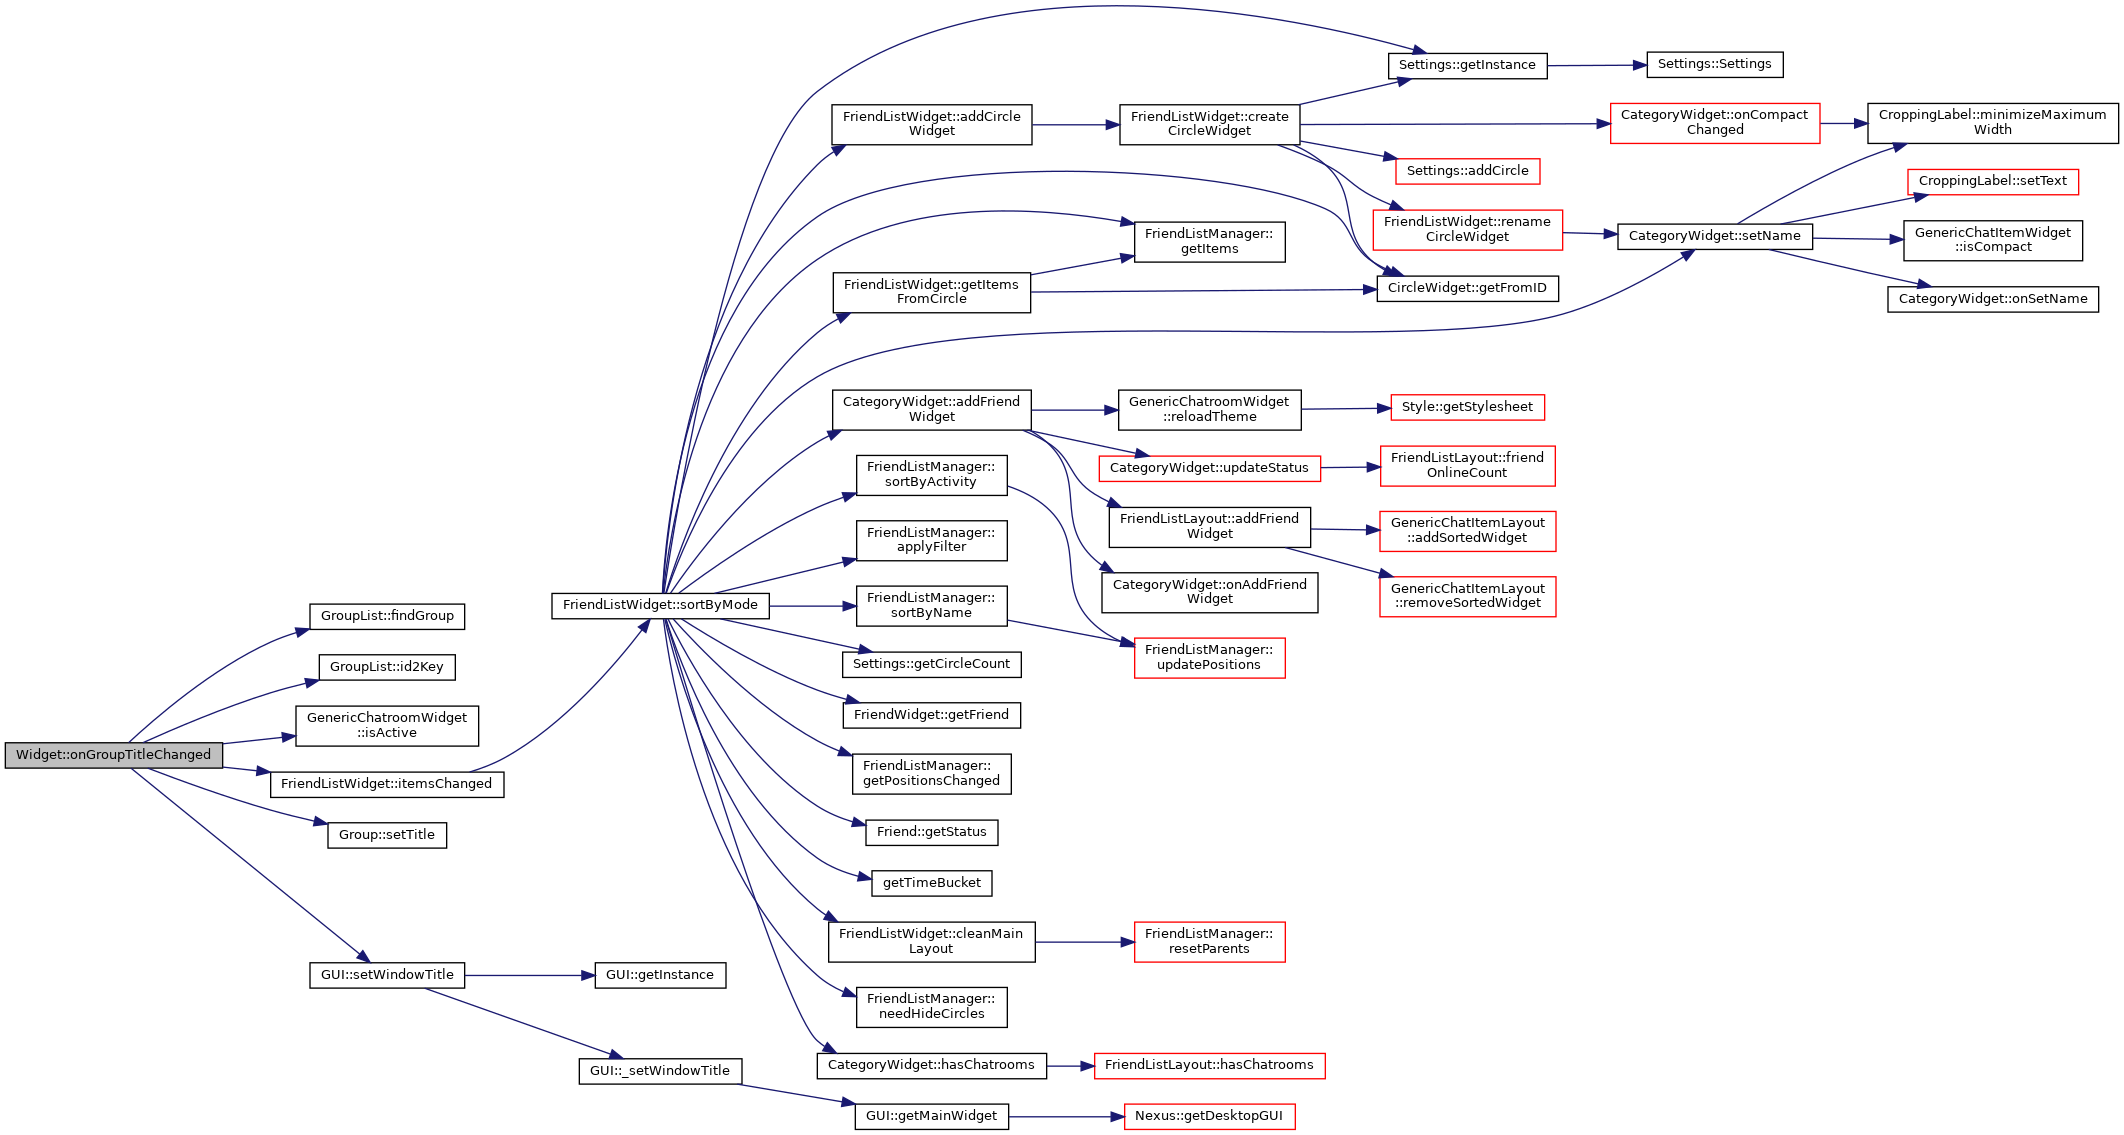 Widget::onGroupTitleChanged
GroupList::findGroup
GroupList::id2Key
GenericChatroomWidget
::isActive
FriendListWidget::itemsChanged
Group::setTitle
GUI::setWindowTitle
FriendListWidget::sortByMode
GUI::getInstance
GUI::_setWindowTitle
FriendListWidget::addCircle
Widget
FriendListWidget::getItems
FromCircle
CategoryWidget::addFriend
Widget
FriendListManager::
sortByActivity
FriendListManager::
applyFilter
FriendListManager::
sortByName
Settings::getCircleCount
FriendWidget::getFriend
FriendListManager::
getPositionsChanged
Friend::getStatus
getTimeBucket
FriendListWidget::cleanMain
Layout
FriendListManager::
needHideCircles
CategoryWidget::hasChatrooms
GUI::getMainWidget
FriendListWidget::create
CircleWidget
FriendListManager::
getItems
GenericChatroomWidget
::reloadTheme
CategoryWidget::updateStatus
FriendListLayout::addFriend
Widget
CategoryWidget::onAddFriend
Widget
FriendListManager::
updatePositions
FriendListManager::
resetParents
FriendListLayout::hasChatrooms
Nexus::getDesktopGUI
Settings::getInstance
Settings::addCircle
FriendListWidget::rename
CircleWidget
CircleWidget::getFromID
Style::getStylesheet
FriendListLayout::friend
OnlineCount
GenericChatItemLayout
::addSortedWidget
GenericChatItemLayout
::removeSortedWidget
Settings::Settings
CategoryWidget::onCompact
Changed
CategoryWidget::setName
CroppingLabel::minimizeMaximum
Width
CroppingLabel::setText
GenericChatItemWidget
::isCompact
CategoryWidget::onSetName